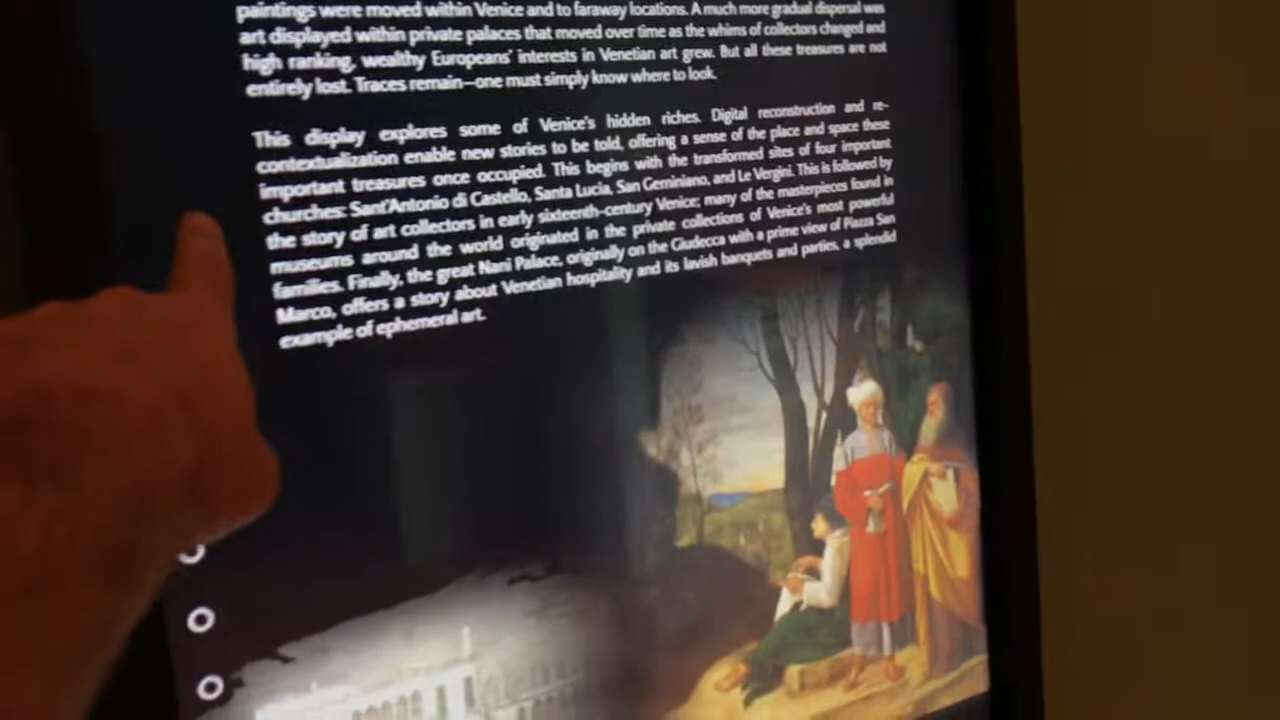 paintings were moved within Venice and to faraway locations. A much more gradual dispersal was
art displayed within private palaces that moved over time as the whims of collectors changed and
high ranking, wealthy Europeans' interests in Venetian art grew. But all these treasures are not
entirely lost. Traces remain—one must simply know where to look.
This display explores some of Venice's hidden riches. Digital reconstruction and re-
contextualization enable new stories to be told, offering a sense of the place and space these
important treasures once occupied. This begins with the transformed sites of four important
churches: Sant'Antonio di Castello, Santa Lucia, San Geminiano, and Le Vergini. This is followed by
the story of art collectors in early sixteenth-century Venice; many of the masterpieces found in
museums around the world originated in the private collections of Venice's most powerful
families. Finally, the great Nani Palace, originally on the Giudecca with a prime view of Piazza San
Marco, offers a story about Venetian hospitality and its lavish banquets and parties, a splendid
example of ephemeral art.